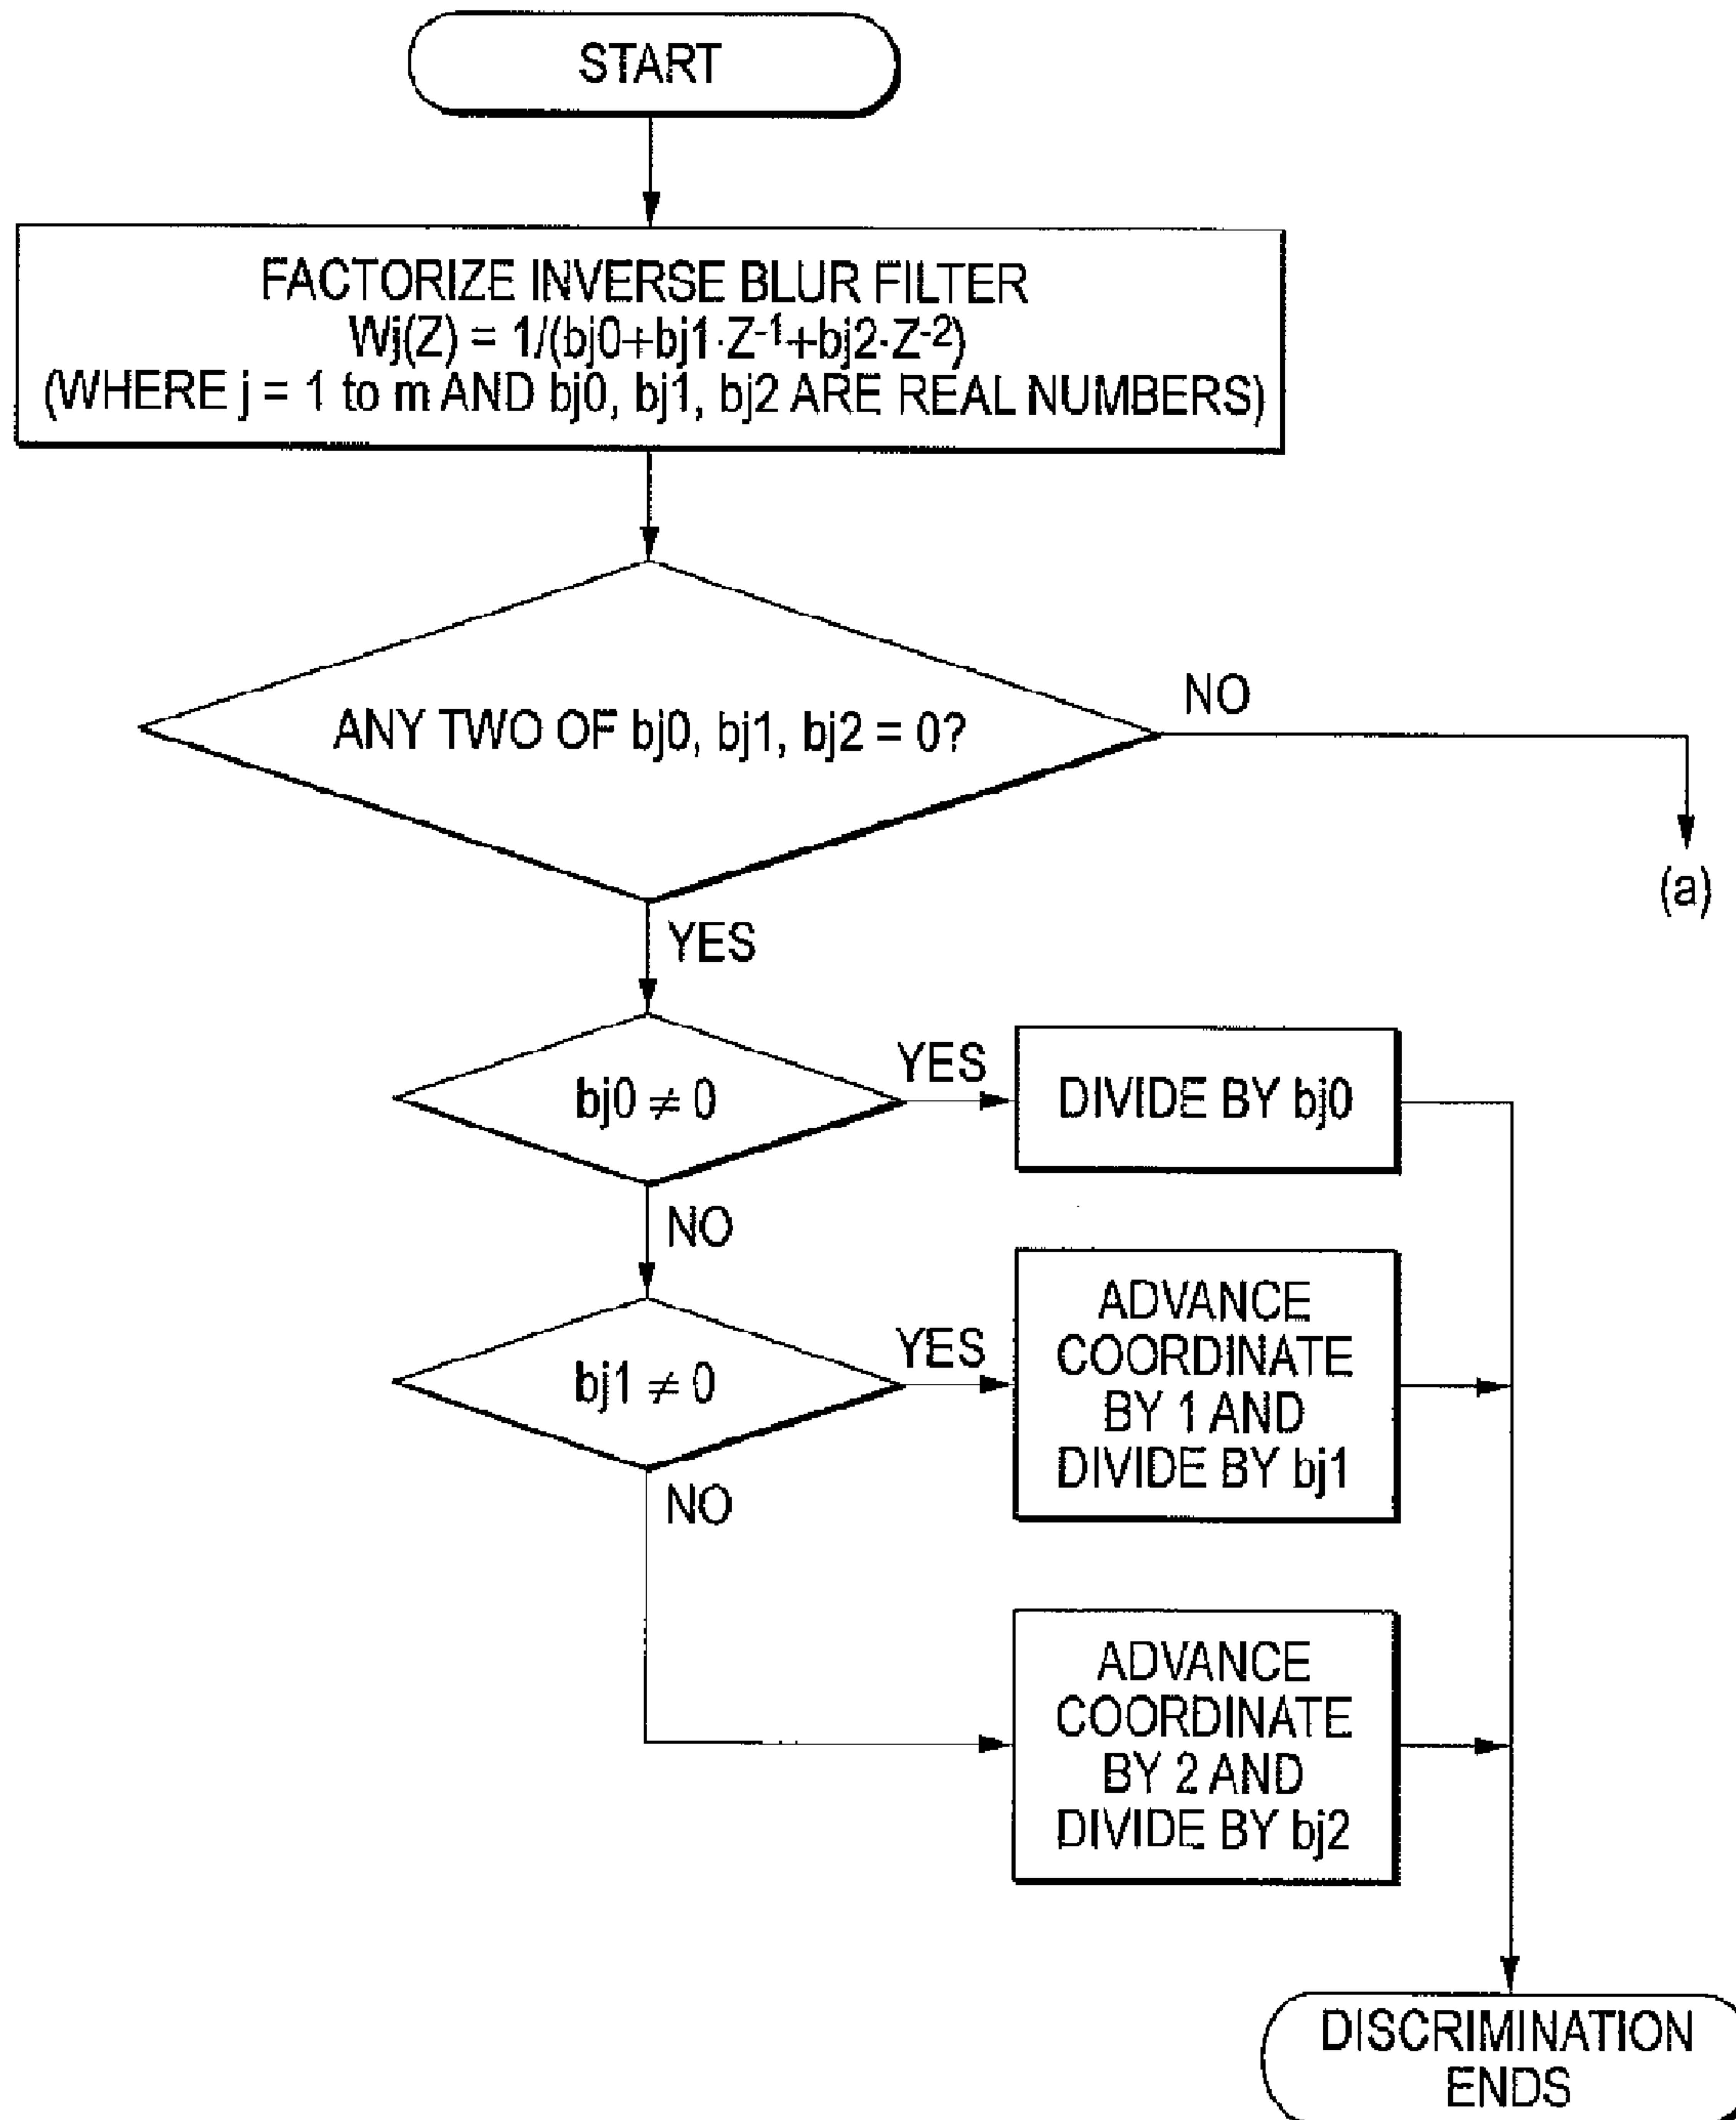 START
FACTORIZE INVERSE BLUR FILTER
Wj(Z) = 1/(bj0+bj1·Z⁻¹+bj2·Z⁻²)
(WHERE j = 1 to m AND bj0, bj1, bj2 ARE REAL NUMBERS)
ANY TWO OF bj0, bj1, bj2 = 0?
NO
(a)
YES
bj0 ≠ 0
YES
DIVIDE BY bj0
NO
bj1 ≠ 0
YES
ADVANCE
COORDINATE
BY 1 AND
DIVIDE BY bj1
NO
ADVANCE
COORDINATE
BY 2 AND
DIVIDE BY bj2
DISCRIMINATION
ENDS